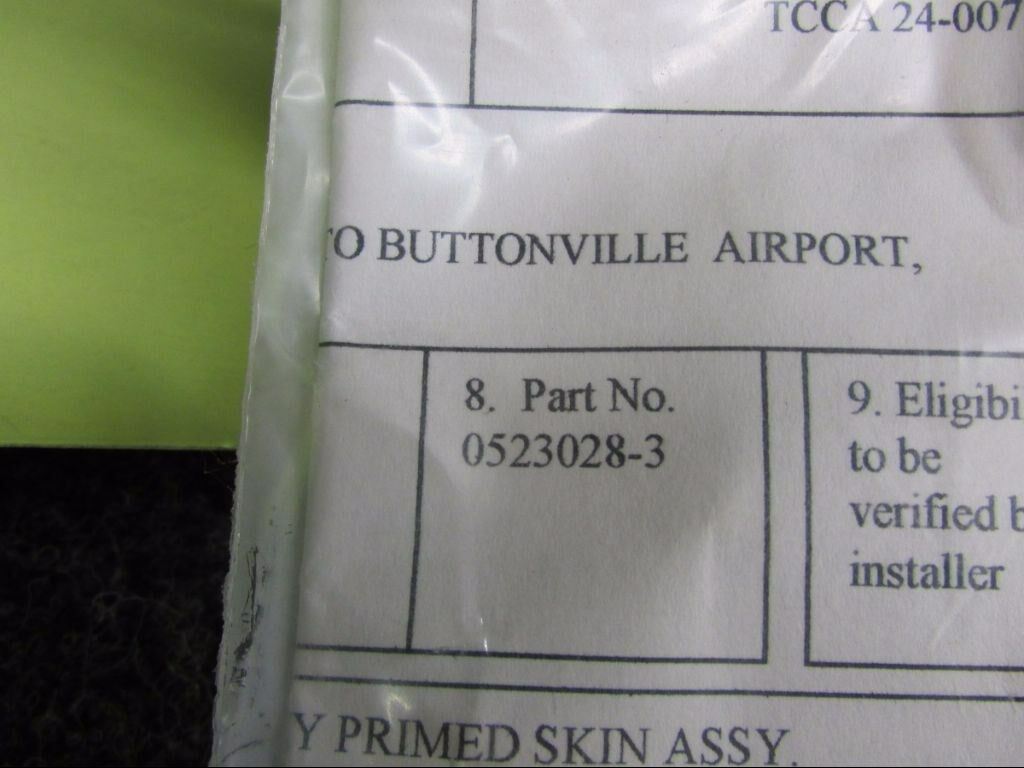 TCCA 24-007
TO BUTTONVILLE AIRPORT,
8. Part No.
0523028-3
9. Eligibi
to be
verified b
installer
Y PRIMED SKIN ASSY.